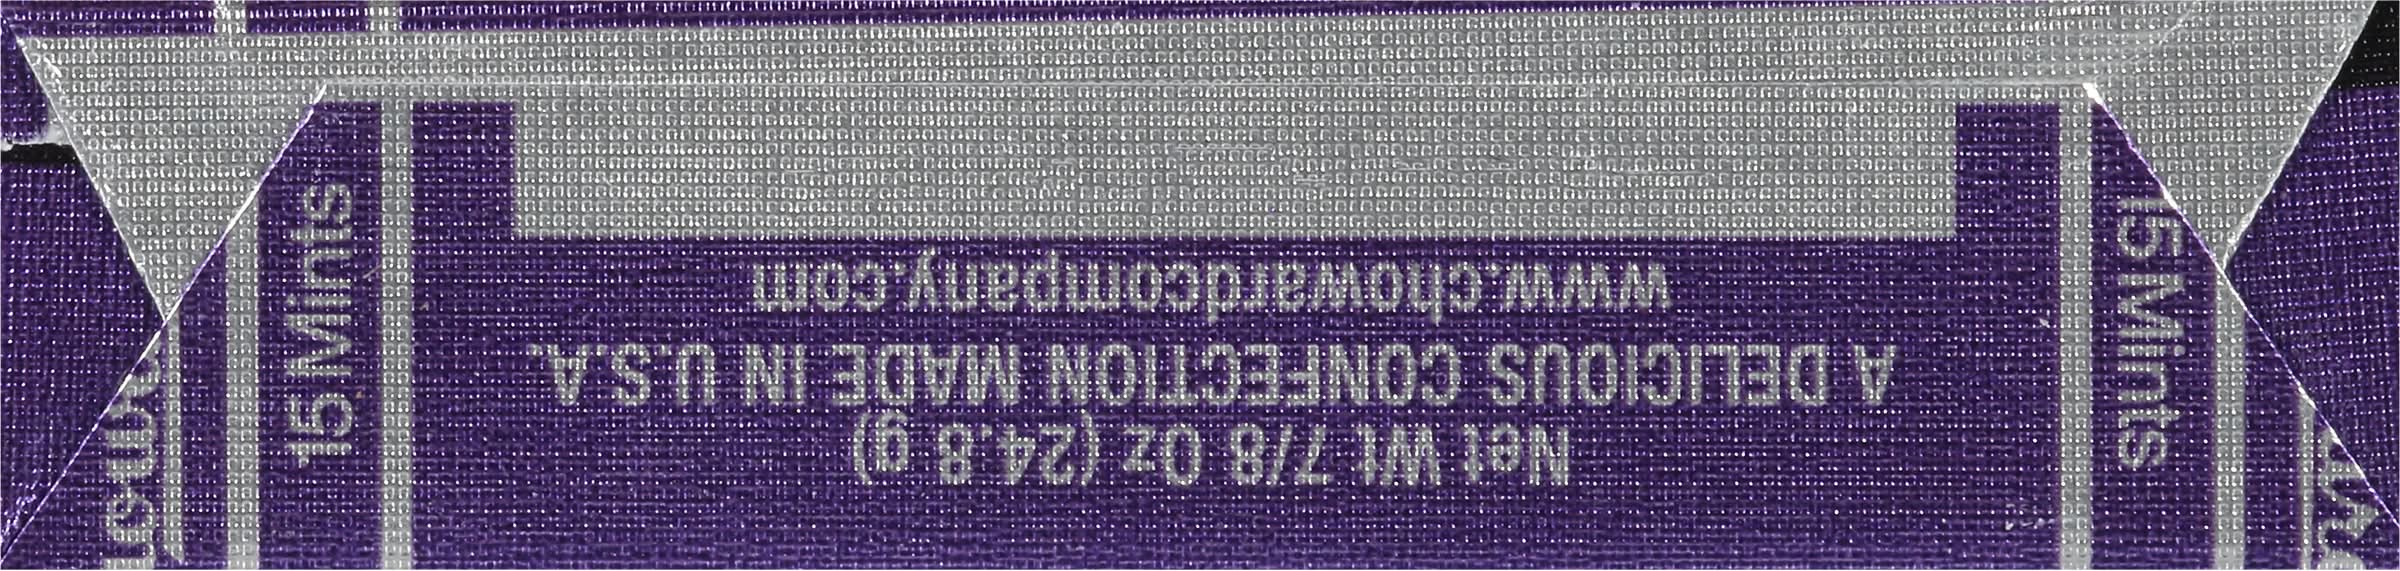 Net Wt 7/8 Oz (24.8 g)
A DELICIOUS CONFECTION MADE IN U.S.A.
www.chowardcompany.com
15 Mints
15 Mints